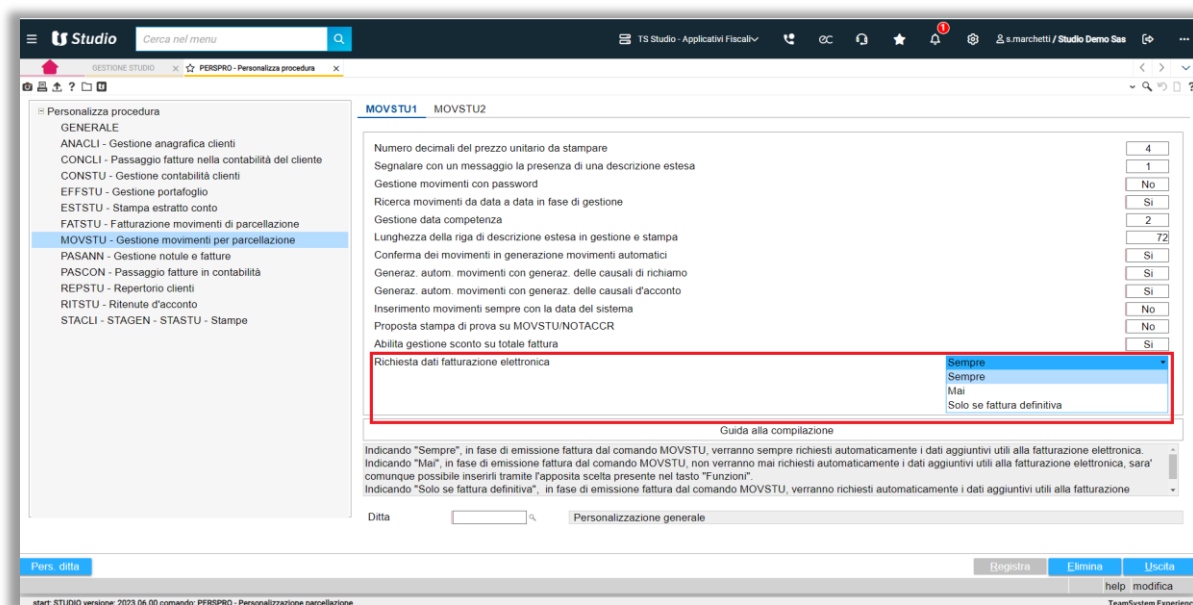 Studio
Cerca nel menu
TS Studio - Applicativi Fiscali
1
s.marchetti / Studio Demo Sas
GESTIONE STUDIO
PERSPRO - Personalizza procedura
Personalizza procedura
GENERALE
ANACLI - Gestione anagrafica clienti
CONCLI - Passaggio fatture nella contabilità del cliente
CONSTU - Gestione contabilità clienti
EFFSTU - Gestione portafoglio
ESTSTU - Stampa estratto conto
FATSTU - Fatturazione movimenti di parcellazione
MOVSTU - Gestione movimenti per parcellazione
PASANN - Gestione notule e fatture
PASCON - Passaggio fatture in contabilità
REPSTU - Repertorio clienti
RITSTU - Ritenute d'acconto
STACLI - STAGEN - STASTU - Stampe
MOVSTU1 MOVSTU2
Numero decimali del prezzo unitario da stampare 4
Segnalare con un messaggio la presenza di una descrizione estesa 1
Gestione movimenti con password No
Ricerca movimenti da data a data in fase di gestione Si
Gestione data competenza 2
Lunghezza della riga di descrizione estesa in gestione e stampa 72
Conferma dei movimenti in generazione movimenti automatici Si
Generaz. autom. movimenti con generaz. delle causali di richiamo Si
Generaz. autom. movimenti con generaz. delle causali d'acconto Si
Inserimento movimenti sempre con la data del sistema No
Proposta stampa di prova su MOVSTU/NOTACCR No
Abilita gestione sconto su totale fattura Si
Richiesta dati fatturazione elettronica Sempre
Sempre
Mai
Solo se fattura definitiva
Guida alla compilazione
Indicando "Sempre", in fase di emissione fattura dal comando MOVSTU, verranno sempre richiesti automaticamente i dati aggiuntivi utili alla fatturazione elettronica.
Indicando "Mai", in fase di emissione fattura dal comando MOVSTU, non verranno mai richiesti automaticamente i dati aggiuntivi utili alla fatturazione elettronica, sara'
comunque possibile inserirli tramite l'apposita scelta presente nel tasto "Funzioni".
Indicando "Solo se fattura definitiva", in fase di emissione fattura dal comando MOVSTU, verranno richiesti automaticamente i dati aggiuntivi utili alla fatturazione
Ditta Personalizzazione generale
Pers. ditta Registra Elimina Uscita
help modifica
start: STUDIO versione: 2023.06.00 comando: PERSPRO - Personalizzazione parcellazione TeamSystem Experienc